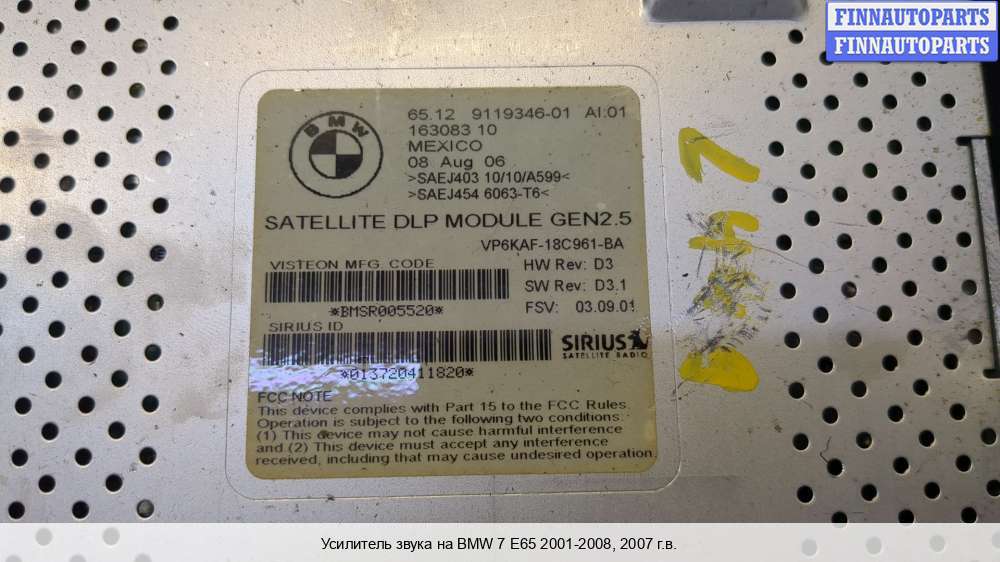 FINNAUTOPARTS
FINNAUTOPARTS
BMW
65.12 9119346-01 AI.01
163083 10
MEXICO
08 Aug 06
>SAEJ403 10/10/A599<
>SAEJ454 6063-T6<
SATELLITE DLP MODULE GEN2.5
VP6KAF-18C961-BA
VISTEON MFG. CODE
HW Rev: D3
SW Rev: D3.1
*BMSR005520*
FSV: 03.09.01
SIRIUS ID
SIRIUS
SATELLITE RADIO
*013720411820*
FCC NOTE
This device complies with Part 15 to the FCC Rules.
Operation is subject to the following two conditions:
(1) This device may not cause harmful interference
and (2) This device must accept any interference
received, including that may cause undesired operation.
Усилитель звука на BMW 7 E65 2001-2008, 2007 г.в.